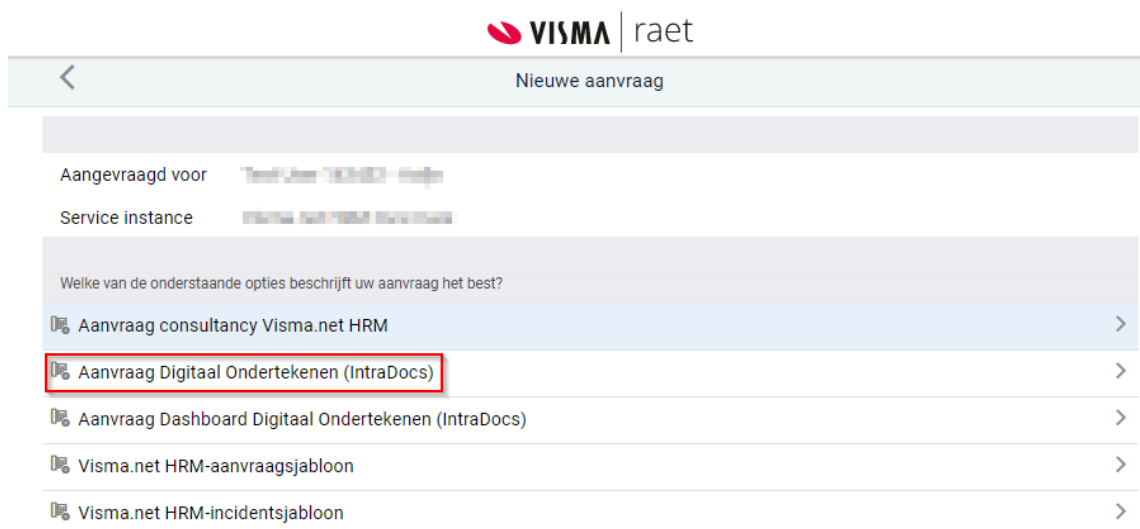 VISMA | raet
Nieuwe aanvraag
Aangevraagd voor
Service instance
Welke van de onderstaande opties beschrijft uw aanvraag het best?
Aanvraag consultancy Visma.net HRM
Aanvraag Digitaal Ondertekenen (IntraDocs)
Aanvraag Dashboard Digitaal Ondertekenen (IntraDocs)
Visma.net HRM-aanvraagsjabloon
Visma.net HRM-incidentsjabloon